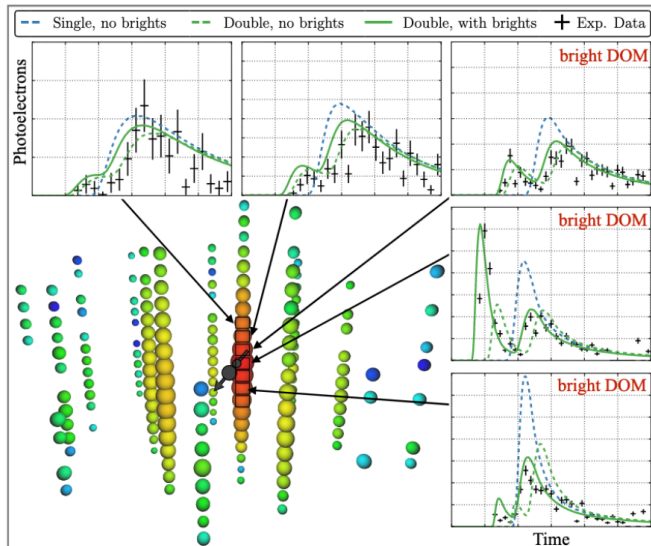 Single, no brights Double, no brights Double, with brights Exp. Data
Photoelectrons
bright DOM
bright DOM
bright DOM
Time